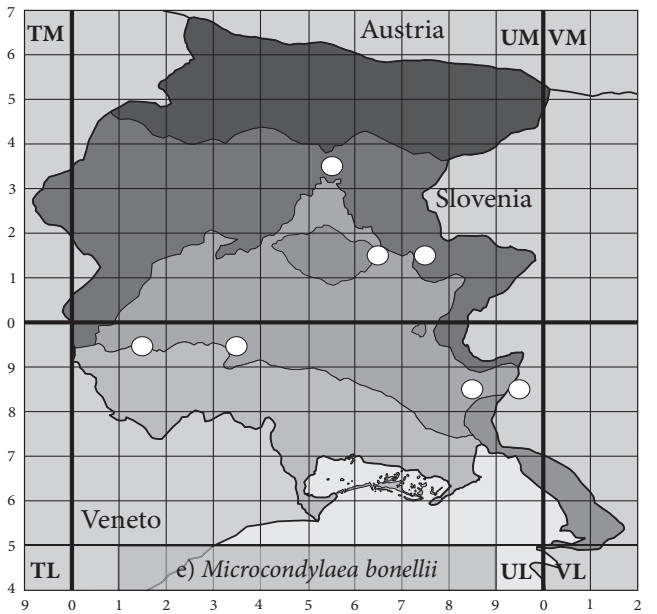 7
TM Austria UM VM
6
5
4
3 Slovenia
2
1
0
9
8
7
6 Veneto
5
TL e) Microcondylaea bonellii UL VL
4
9 0 1 2 3 4 5 6 7 8 9 0 1 2